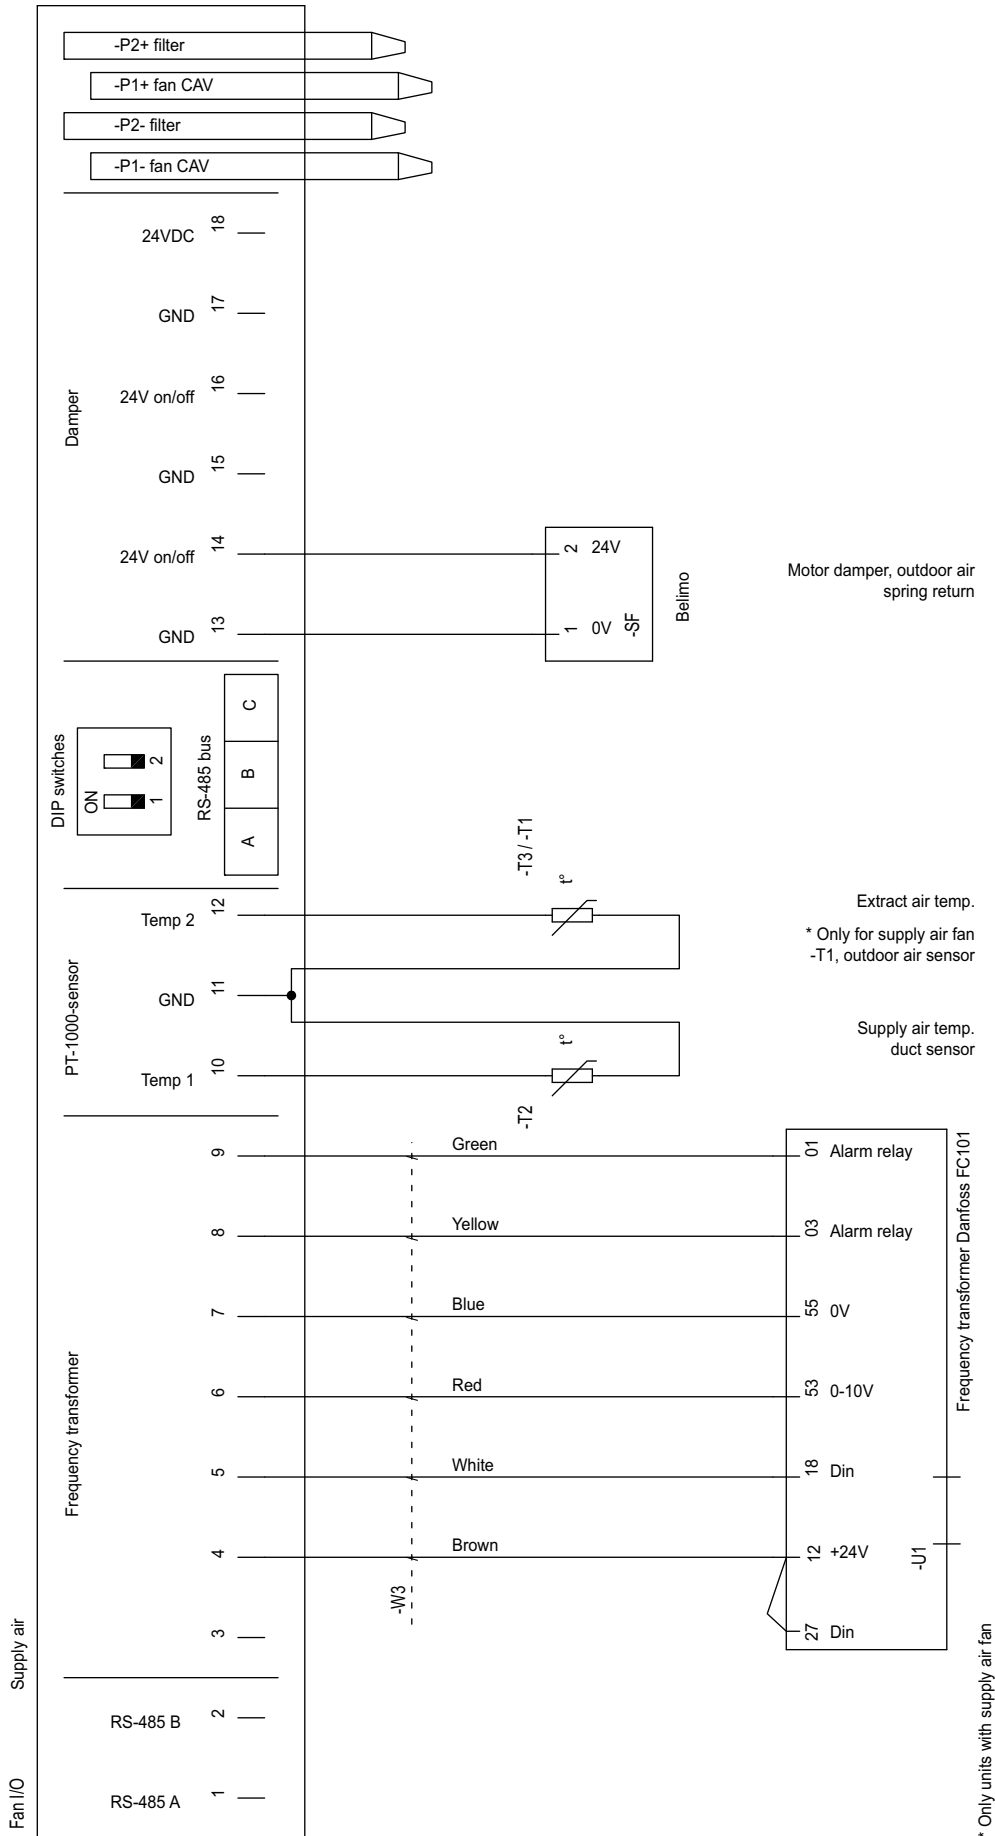 -P2+ filter
-P1+ fan CAV
-P2- filter
-P1- fan CAV
24VDC 18
GND 17
24V on/off 16
Damper
GND 15
24V on/off 14
2 24V
Motor damper, outdoor air
spring return
Belimo
GND 13
1 0V -SF
DIP switches
ON
1 2
RS-485 bus
A B C
-T3 / -T1
t°
Temp 2 12
Extract air temp.
* Only for supply air fan
-T1, outdoor air sensor
PT-1000-sensor
GND 11
Supply air temp.
duct sensor
t°
Temp 1 10
-T2
9 Green 01 Alarm relay
8 Yellow 03 Alarm relay
7 Blue 55 0V
Frequency transformer Danfoss FC101
6 Red 53 0-10V
Frequency transformer
5 White 18 Din
4 Brown 12 +24V
-U1
-W3
3
27 Din
Supply air
RS-485 B 2
RS-485 A 1
Fan I/O
* Only units with supply air fan